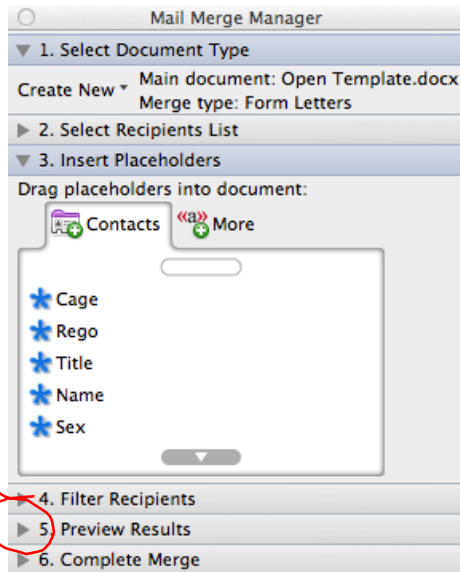 Mail Merge Manager
1. Select Document Type
Create New Main document: Open Template.docx
Merge type: Form Letters
2. Select Recipients List
3. Insert Placeholders
Drag placeholders into document:
Contacts «a» More
Cage
Rego
Title
Name
Sex
4. Filter Recipients
5. Preview Results
6. Complete Merge